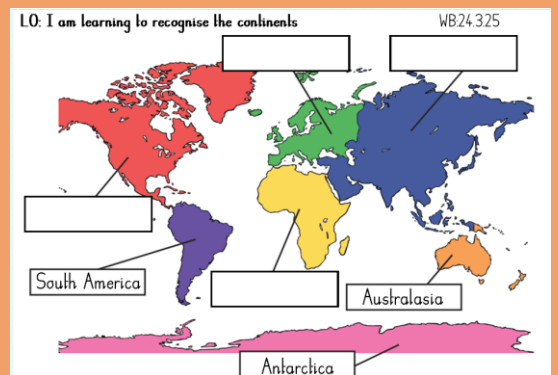 LO: I am learning to recognise the continents
WB:24.3.25
South America
Australasia
Antarctica